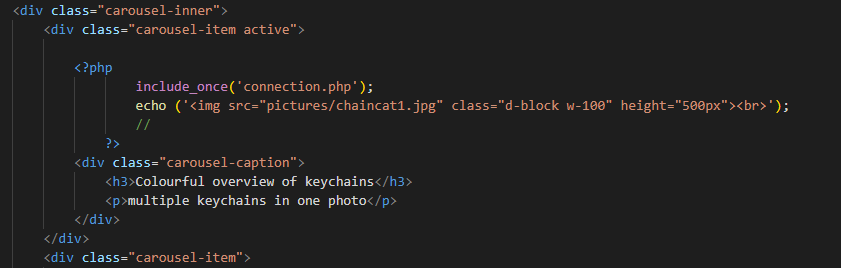 <div class="carousel-inner">
<div class="carousel-item active">
<?php
include_once('connection.php');
echo ('<img src="pictures/chaincat1.jpg" class="d-block w-100" height="500px"><br>');
//
?>
<div class="carousel-caption">
<h3>Colourful overview of keychains</h3>
<p>multiple keychains in one photo</p>
</div>
</div>
<div class="carousel-item">